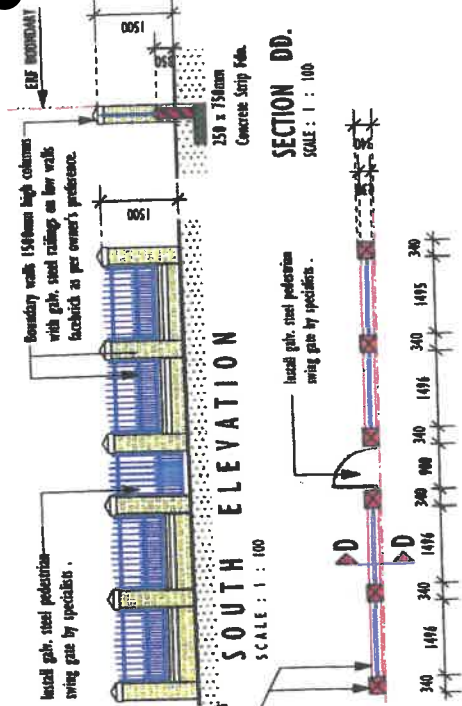 ERF BOUNDARY
Boundary walls 1500mm high columns
with galv. steel railings on low walls
facebrick as per owner's preference.
Install galv. steel pedestrian
swing gate by specialists .
1500
1500
350
250 x 750mm
Concrete Strip Fdn.
SOUTH ELEVATION
SCALE : 1 : 100
SECTION DD.
SCALE : 1 : 100
Install galv. steel pedestrian
swing gate by specialists .
D
D
340 1496 340 1496 340 900 340 1496 340 1495 340